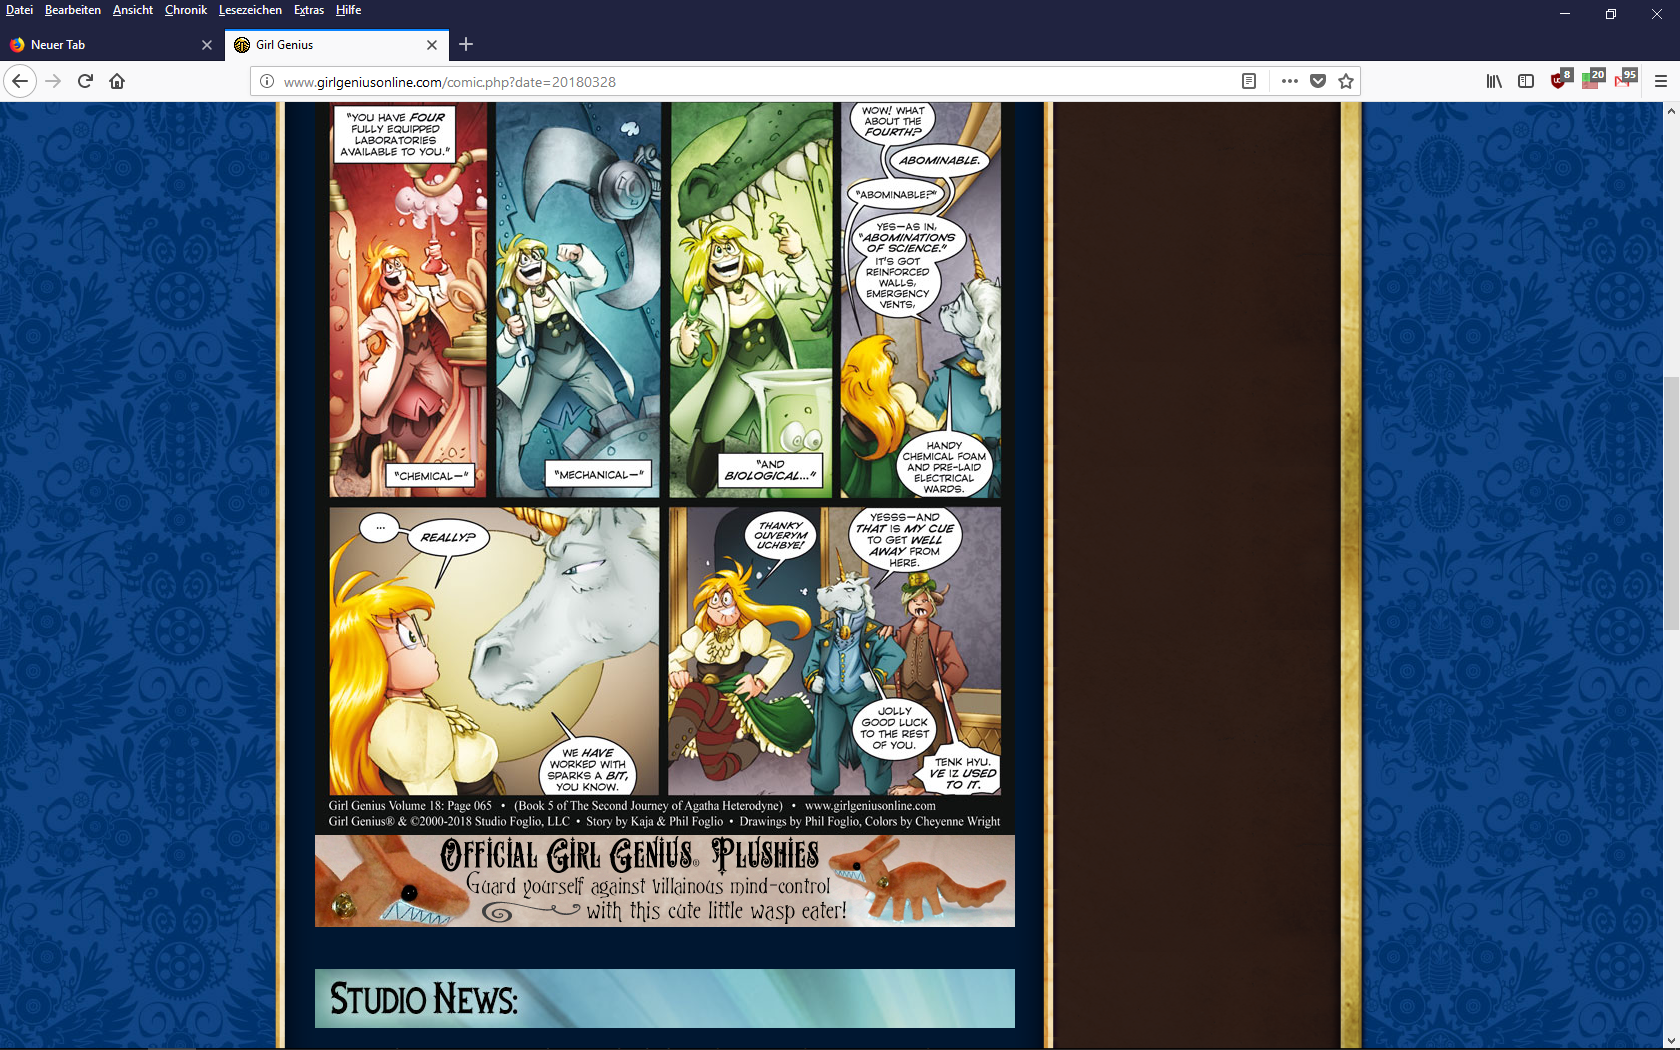 Datei Bearbeiten Ansicht Chronik Lesezeichen Extras Hilfe
Neuer Tab
Girl Genius
www.girlgeniusonline.com/comic.php?date=20180328
8
20
95
"YOU HAVE FOUR
FULLY EQUIPPED
LABORATORIES
AVAILABLE TO YOU."
"CHEMICAL—"
"MECHANICAL—"
"AND
BIOLOGICAL..."
WOW! WHAT
ABOUT THE
FOURTH?
ABOMINABLE.
"ABOMINABLE?"
YES—AS IN,
"ABOMINATIONS
OF SCIENCE."
IT'S GOT
REINFORCED
WALLS,
EMERGENCY
VENTS,
HANDY
CHEMICAL FOAM
AND PRE-LAID
ELECTRICAL
WARDS.
...
REALLY?
WE HAVE
WORKED WITH
SPARKS A BIT,
YOU KNOW.
THANKY
OUVERYM
UCHBYE!
YESSS—AND
THAT IS MY CUE
TO GET WELL
AWAY FROM
HERE.
JOLLY
GOOD LUCK
TO THE REST
OF YOU.
TENK HYU.
VE IZ USED
TO IT.
Girl Genius Volume 18: Page 065 • (Book 5 of The Second Journey of Agatha Heterodyne) • www.girlgeniusonline.com
Girl Genius® & ©2000-2018 Studio Foglio, LLC • Story by Kaja & Phil Foglio • Drawings by Phil Foglio, Colors by Cheyenne Wright
OFFICIAL GIRL GENIUS® PLUSHIES
Guard yourself against villainous mind-control
with this cute little wasp eater!
STUDIO NEWS: